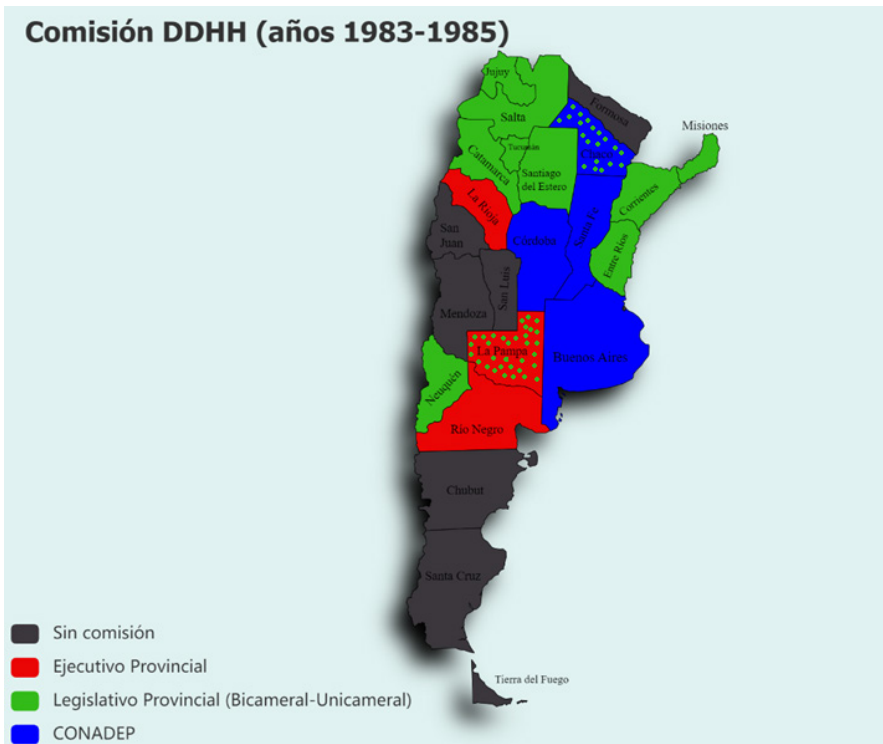 Comisión DDHH (años 1983-1985)
Jujuy
Formosa
Salta
Misiones
Chaco
Tucumán
Catamarca
Santiago
del Estero
Corrientes
La Rioja
Santa Fe
San
Juan
Córdoba
Entre Ríos
San Luis
Mendoza
La Pampa
Buenos Aires
Neuquén
Río Negro
Chubut
Santa Cruz
Tierra del Fuego
Sin comisión
Ejecutivo Provincial
Legislativo Provincial (Bicameral-Unicameral)
CONADEP